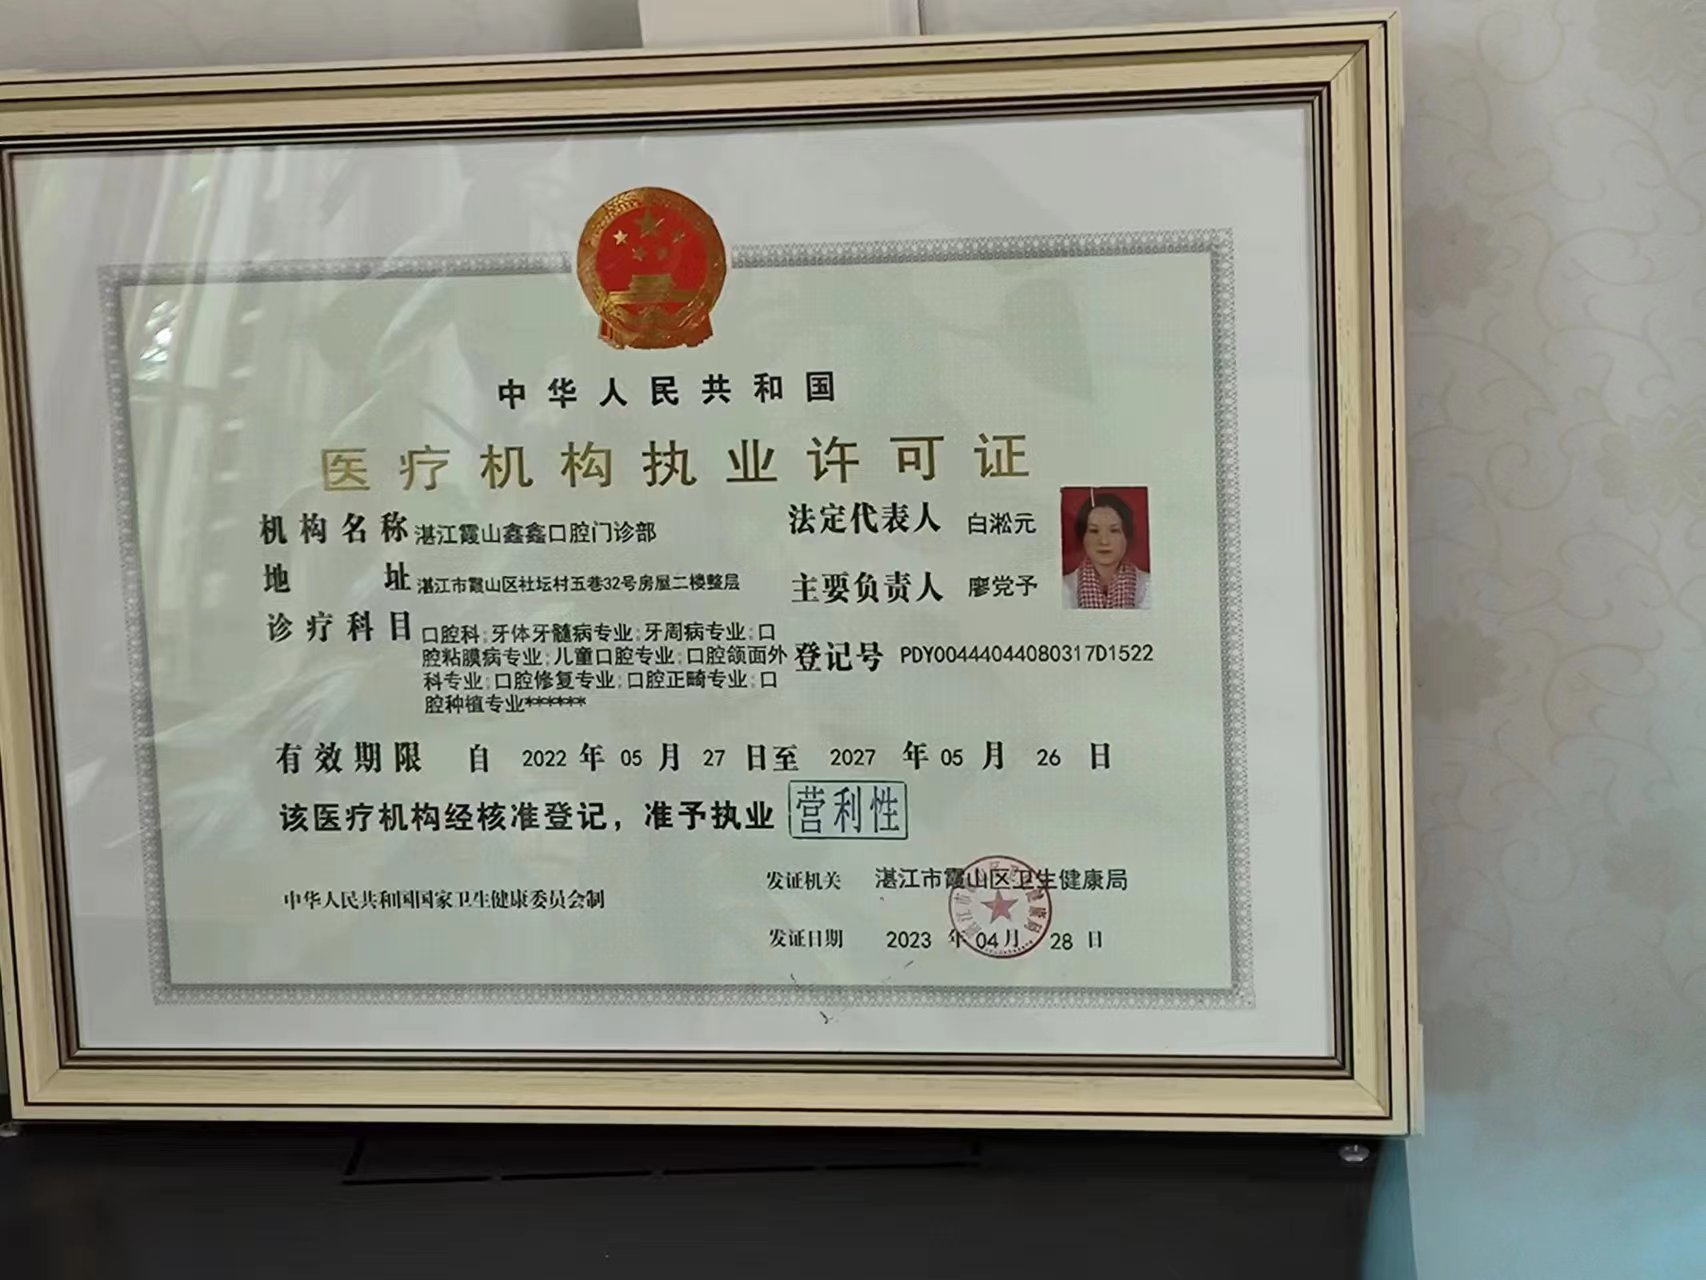 中华人民共和国
医疗机构执业许可证
机构名称 湛江霞山鑫鑫口腔门诊部
法定代表人 白淞元
地址 湛江市霞山区社坛村五巷32号房屋二楼整层
主要负责人 廖党予
诊疗科目 口腔科;牙体牙髓病专业;牙周病专业;口
腔粘膜病专业;儿童口腔专业;口腔颌面外
科专业;口腔修复专业;口腔正畸专业;口
腔种植专业******
登记号 PDY00444044080317D1522
有效期限 自 2022 年 05 月 27 日至 2027 年 05 月 26 日
该医疗机构经核准登记，准予执业 营利性
发证机关 湛江市霞山区卫生健康局
中华人民共和国国家卫生健康委员会制
发证日期 2023 年 04 月 28 日